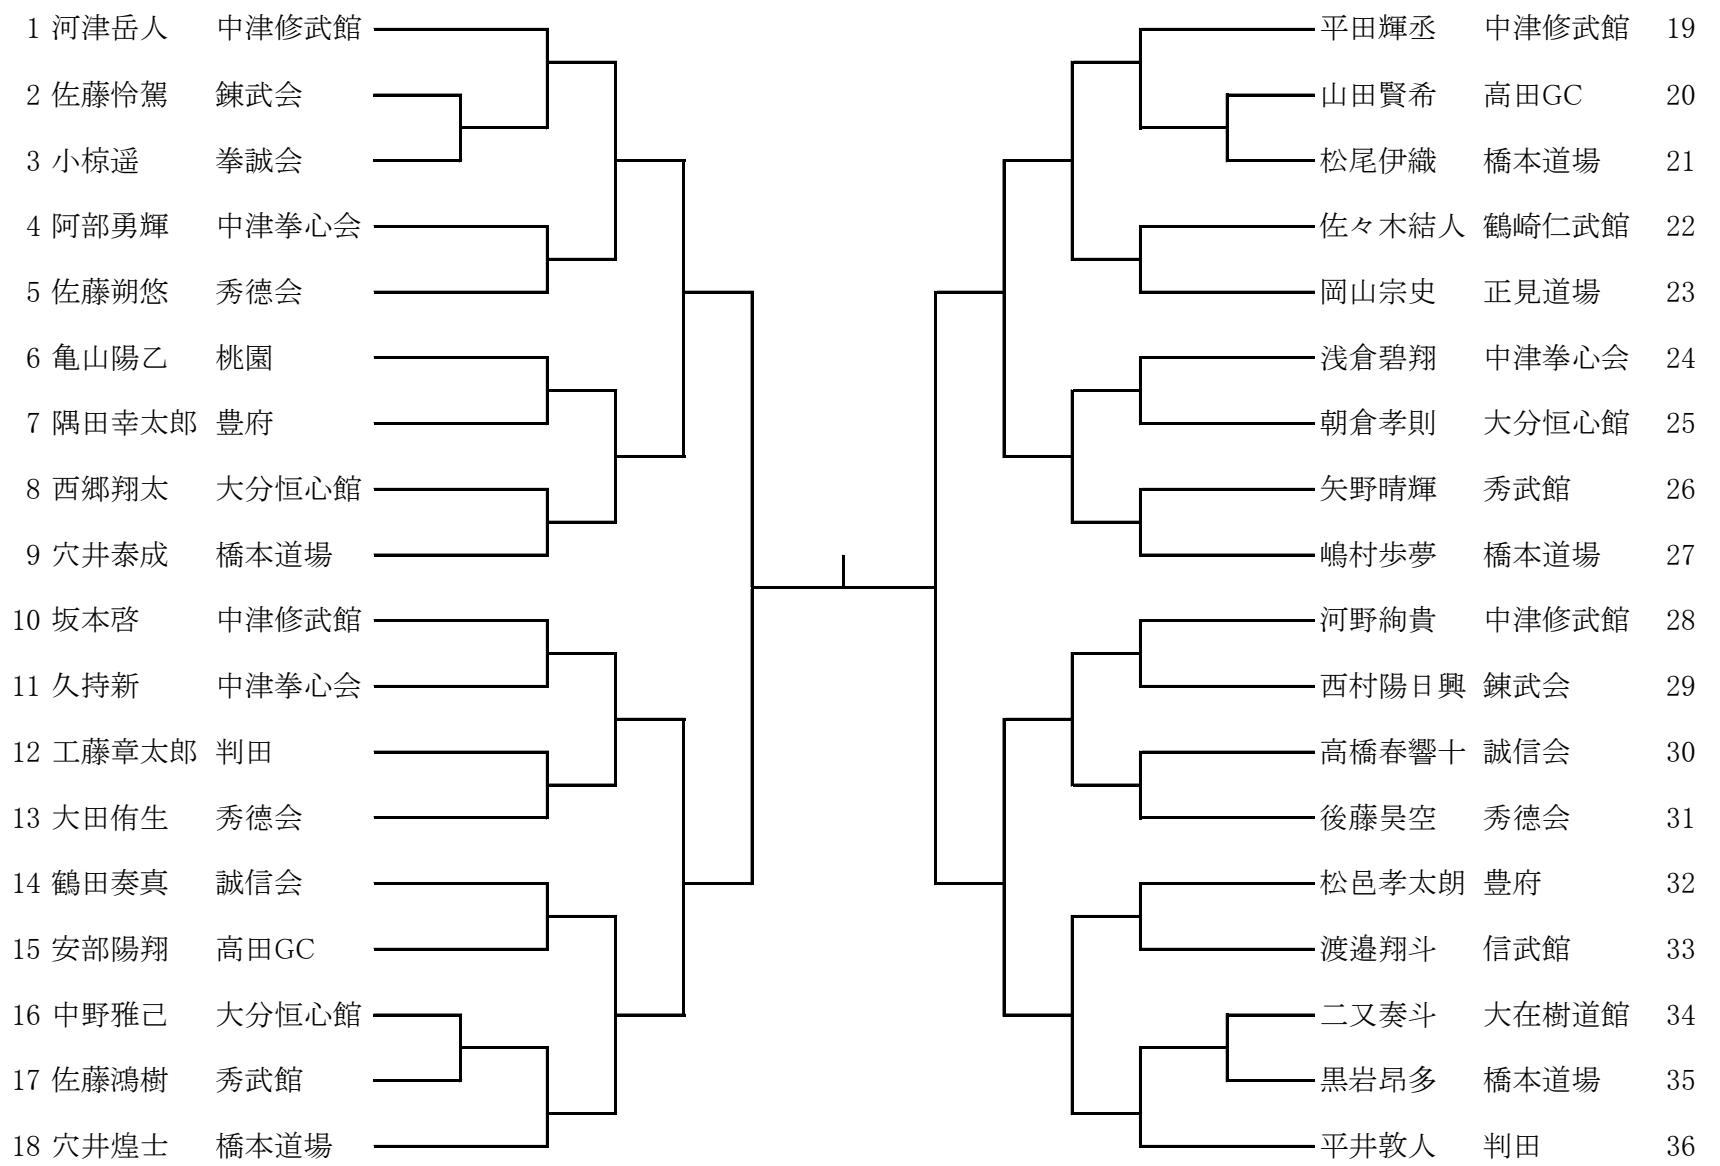 1 河津岳人 中津修武館
2 佐藤怜駕 錬武会
3 小椋遥 拳誠会
4 阿部勇輝 中津拳心会
5 佐藤朔悠 秀德会
6 亀山陽乙 桃園
7 隅田幸太郎 豊府
8 西郷翔太 大分恒心館
9 穴井泰成 橋本道場
10 坂本啓 中津修武館
11 久持新 中津拳心会
12 工藤章太郎 判田
13 大田侑生 秀德会
14 鶴田奏真 誠信会
15 安部陽翔 高田GC
16 中野雅己 大分恒心館
17 佐藤鴻樹 秀武館
18 穴井煌士 橋本道場
平田輝丞 中津修武館 19
山田賢希 高田GC 20
松尾伊織 橋本道場 21
佐々木結人 鶴崎仁武館 22
岡山宗史 正見道場 23
浅倉碧翔 中津拳心会 24
朝倉孝則 大分恒心館 25
矢野晴輝 秀武館 26
嶋村歩夢 橋本道場 27
河野絢貴 中津修武館 28
西村陽日興 錬武会 29
高橋春響十 誠信会 30
後藤昊空 秀德会 31
松邑孝太朗 豊府 32
渡邉翔斗 信武館 33
二又奏斗 大在樹道館 34
黒岩昂多 橋本道場 35
平井敦人 判田 36